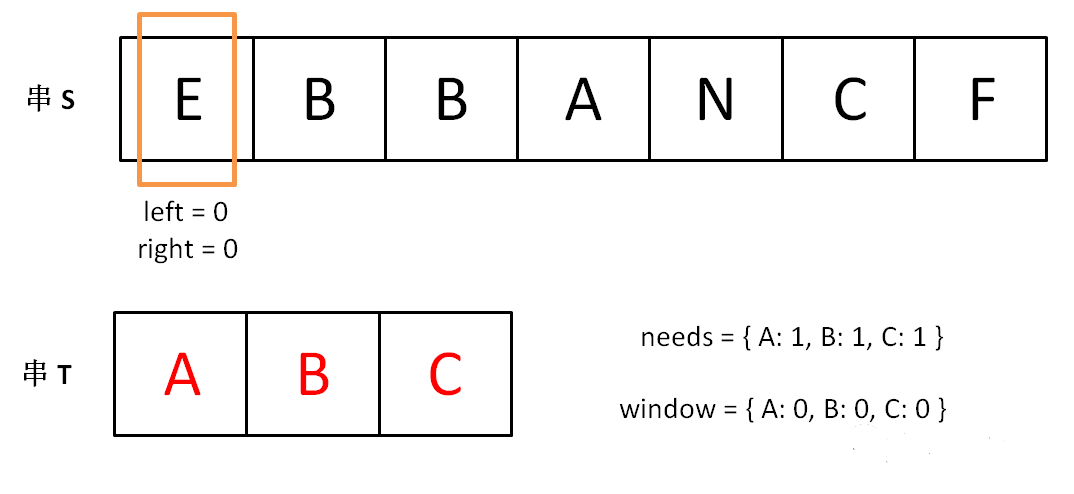 串 S E B B A N C F
left = 0
right = 0
串 T A B C
needs = { A: 1, B: 1, C: 1 }
window = { A: 0, B: 0, C: 0 }